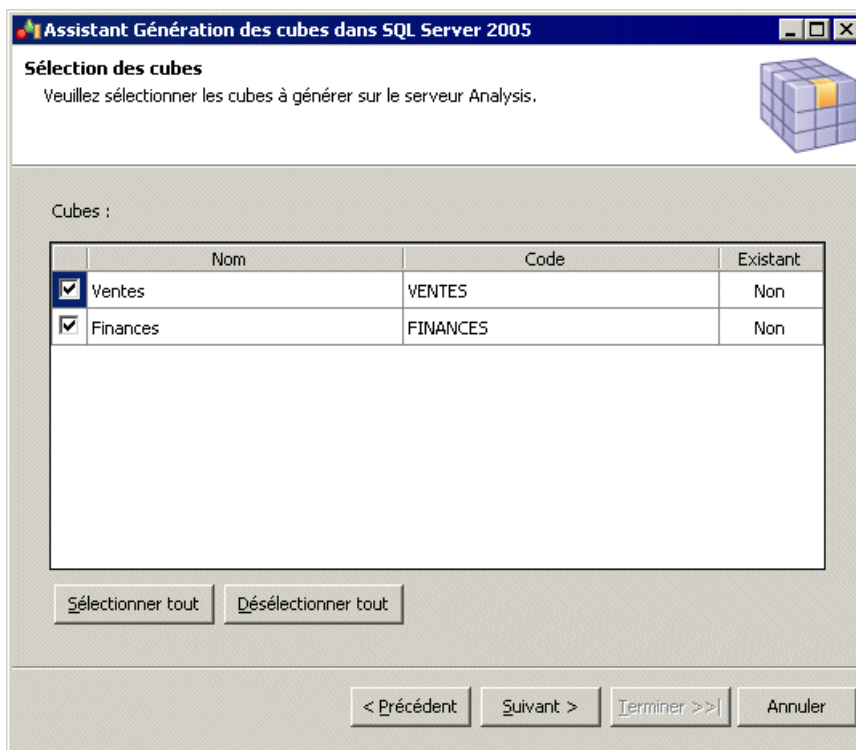 Assistant Génération des cubes dans SQL Server 2005
Sélection des cubes
Veuillez sélectionner les cubes à générer sur le serveur Analysis.
Cubes :
Nom Code Existant
Ventes VENTES Non
Finances FINANCES Non
Sélectionner tout Désélectionner tout
< Précédent Suivant > Terminer >>| Annuler